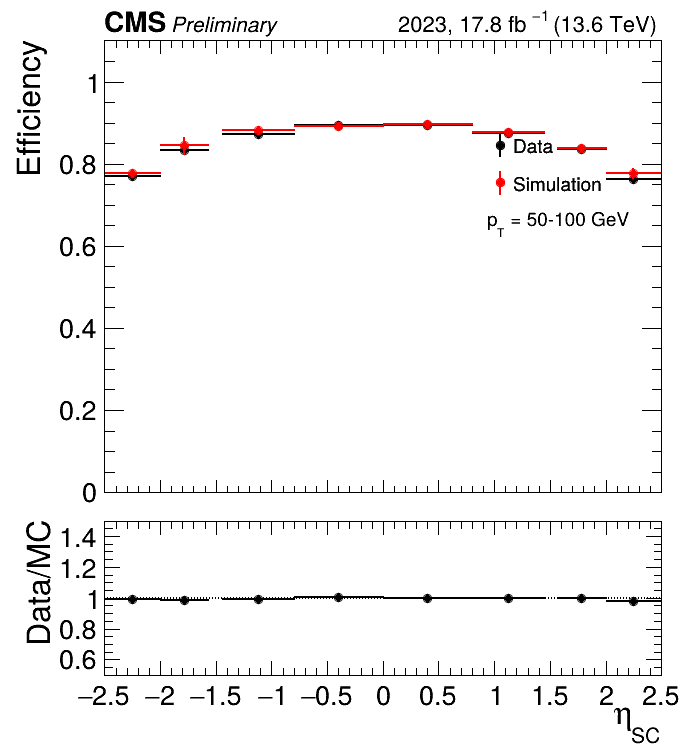 CMS Preliminary 2023, 17.8 fb⁻¹ (13.6 TeV)
Efficiency
1
0.8
0.6
0.4
0.2
0
Data
Simulation
p_T = 50-100 GeV
Data/MC
1.4
1.2
1
0.8
0.6
−2.5 −2 −1.5 −1 −0.5 0 0.5 1 1.5 2 2.5
η_SC